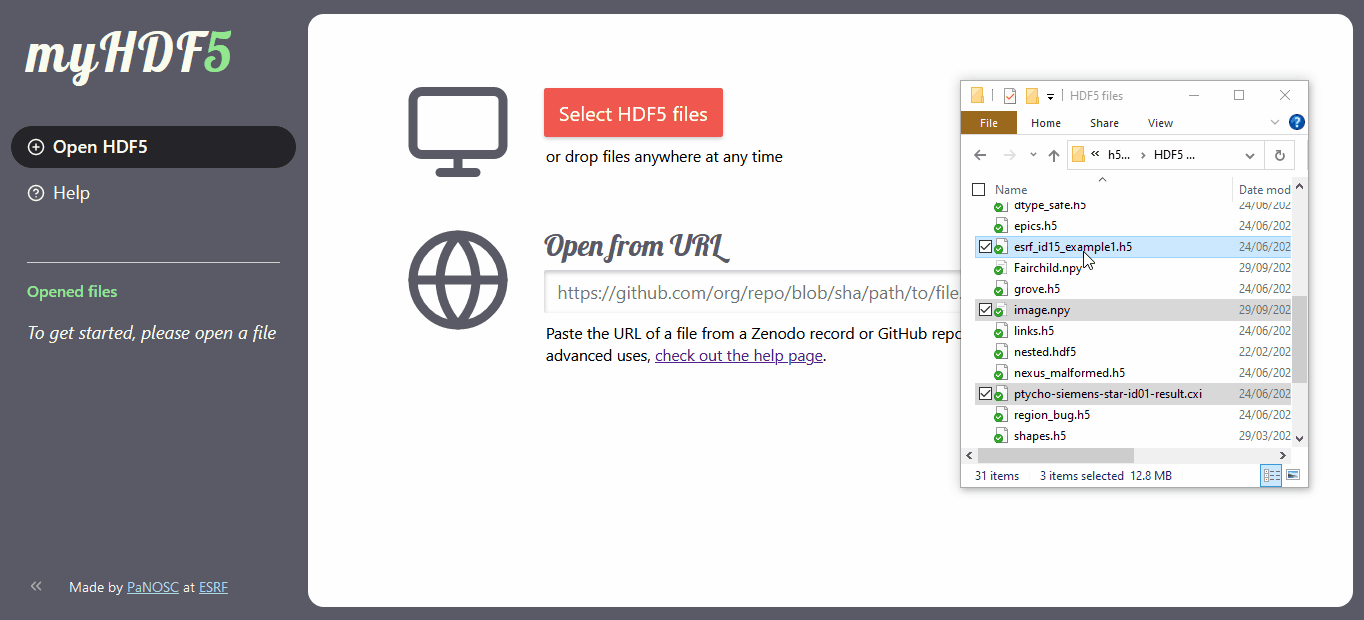 myHDF5
Open HDF5
Help
Opened files
To get started, please open a file
Made by PaNOSC at ESRF
Select HDF5 files
or drop files anywhere at any time
Open from URL
https://github.com/org/repo/blob/sha/path/to/file.
Paste the URL of a file from a Zenodo record or GitHub repo
advanced uses, check out the help page.
HDF5 files
File Home Share View
« h5... › HDF5 ...
Name Date mod
dtype_safe.h5 24/06/202
epics.h5 24/06/202
esrf_id15_example1.h5 24/06/202
Fairchild.npy 29/09/202
grove.h5 24/06/202
image.npy 29/09/202
links.h5 24/06/202
nested.hdf5 22/02/202
nexus_malformed.h5 24/06/202
ptycho-siemens-star-id01-result.cxi 24/06/202
region_bug.h5 24/06/202
shapes.h5 29/03/202
31 items 3 items selected 12.8 MB